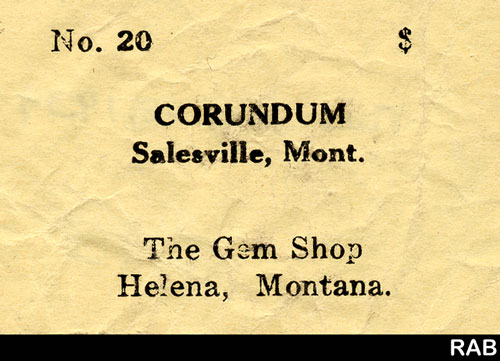 No. 20 $
CORUNDUM
Salesville, Mont.
The Gem Shop
Helena, Montana.
RAB